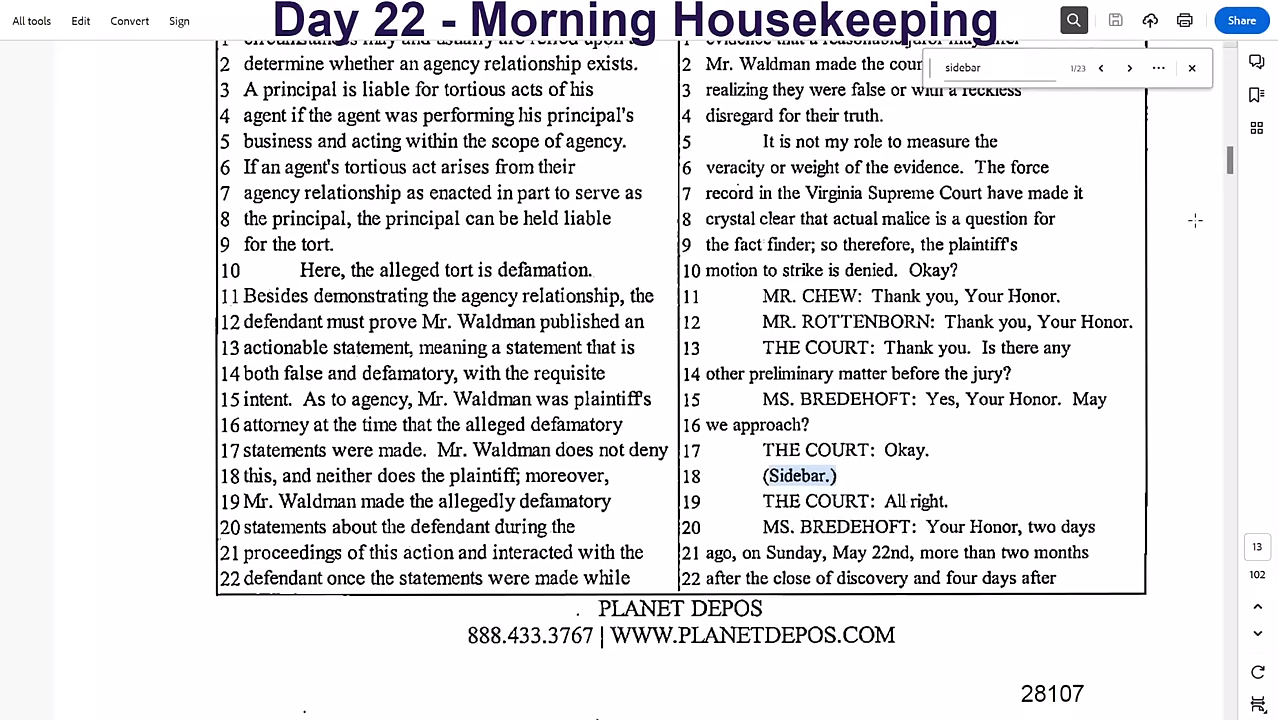 All tools Edit Convert Sign
Day 22 - Morning Housekeeping
Share
sidebar 1/23
1 circumstances may and usually are relied upon
2 determine whether an agency relationship exists.
3 A principal is liable for tortious acts of his
4 agent if the agent was performing his principal's
5 business and acting within the scope of agency.
6 If an agent's tortious act arises from their
7 agency relationship as enacted in part to serve as
8 the principal, the principal can be held liable
9 for the tort.
10 Here, the alleged tort is defamation.
11 Besides demonstrating the agency relationship, the
12 defendant must prove Mr. Waldman published an
13 actionable statement, meaning a statement that is
14 both false and defamatory, with the requisite
15 intent. As to agency, Mr. Waldman was plaintiff's
16 attorney at the time that the alleged defamatory
17 statements were made. Mr. Waldman does not deny
18 this, and neither does the plaintiff; moreover,
19 Mr. Waldman made the allegedly defamatory
20 statements about the defendant during the
21 proceedings of this action and interacted with the
22 defendant once the statements were made while
1 evidence that a reasonable juror may infer
2 Mr. Waldman made the
3 realizing they were false or with a reckless
4 disregard for their truth.
5 It is not my role to measure the
6 veracity or weight of the evidence. The force
7 record in the Virginia Supreme Court have made it
8 crystal clear that actual malice is a question for
9 the fact finder; so therefore, the plaintiff's
10 motion to strike is denied. Okay?
11 MR. CHEW: Thank you, Your Honor.
12 MR. ROTTENBORN: Thank you, Your Honor.
13 THE COURT: Thank you. Is there any
14 other preliminary matter before the jury?
15 MS. BREDEHOFT: Yes, Your Honor. May
16 we approach?
17 THE COURT: Okay.
18 (Sidebar.)
19 THE COURT: All right.
20 MS. BREDEHOFT: Your Honor, two days
21 ago, on Sunday, May 22nd, more than two months
22 after the close of discovery and four days after
PLANET DEPOS
888.433.3767 | WWW.PLANETDEPOS.COM
28107
13
102